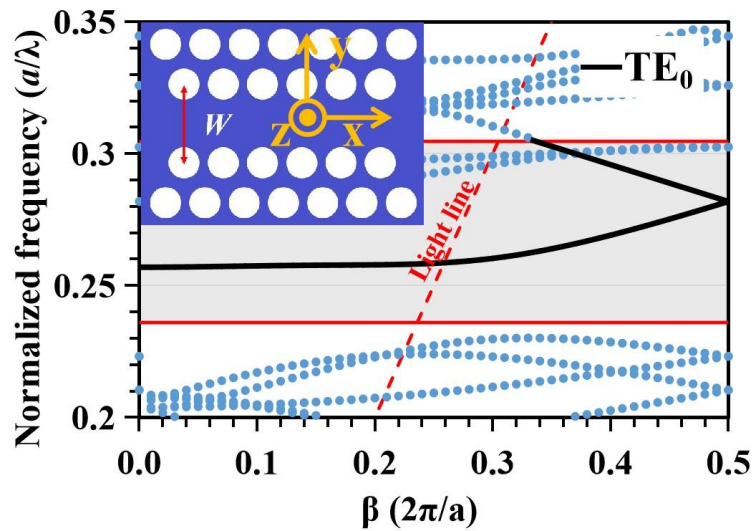 Normalized frequency (a/λ)
0.35
0.3
0.25
0.2
y
z
x
W
TE₀
Light line
0.0
0.1
0.2
0.3
0.4
0.5
β (2π/a)